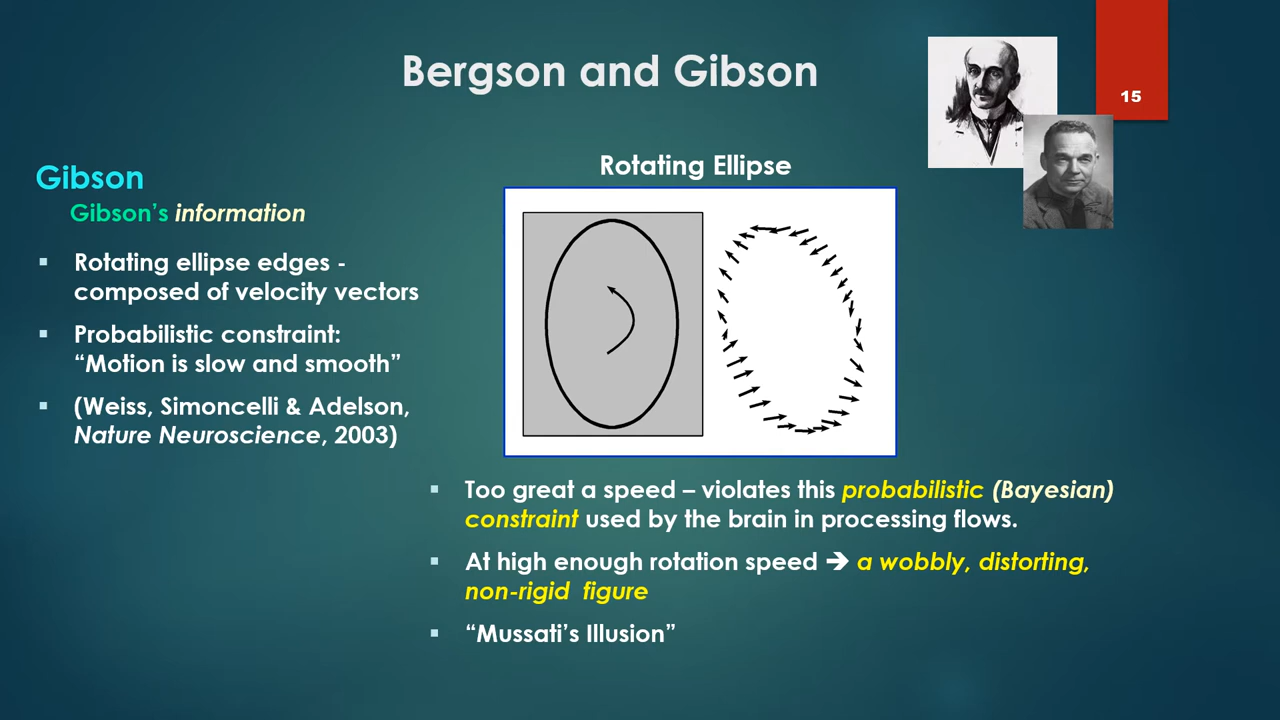 Bergson and Gibson
15
Gibson
Gibson's information
▪ Rotating ellipse edges -
composed of velocity vectors
▪ Probabilistic constraint:
“Motion is slow and smooth”
▪ (Weiss, Simoncelli & Adelson,
Nature Neuroscience, 2003)
Rotating Ellipse
▪ Too great a speed – violates this probabilistic (Bayesian)
constraint used by the brain in processing flows.
▪ At high enough rotation speed ➔ a wobbly, distorting,
non-rigid figure
▪ “Mussati’s Illusion”